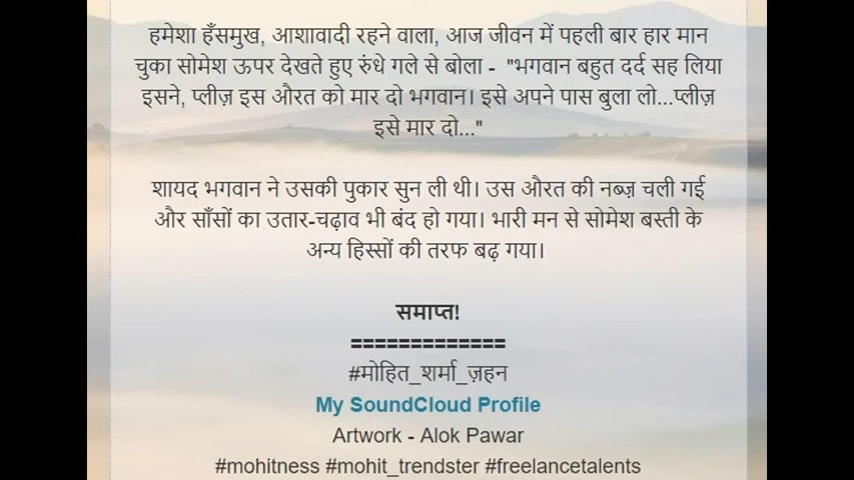 हमेशा हँसमुख, आशावादी रहने वाला, आज जीवन में पहली बार हार मान
चुका सोमेश ऊपर देखते हुए रुंधे गले से बोला - "भगवान बहुत दर्द सह लिया
इसने, प्लीज़ इस औरत को मार दो भगवान। इसे अपने पास बुला लो...प्लीज़
इसे मार दो..."
शायद भगवान ने उसकी पुकार सुन ली थी। उस औरत की नब्ज़ चली गई
और साँसों का उतार-चढ़ाव भी बंद हो गया। भारी मन से सोमेश बस्ती के
अन्य हिस्सों की तरफ बढ़ गया।
समाप्त!
=============
#मोहित_शर्मा_ज़हन
My SoundCloud Profile
Artwork - Alok Pawar
#mohitness #mohit_trendster #freelancetalents